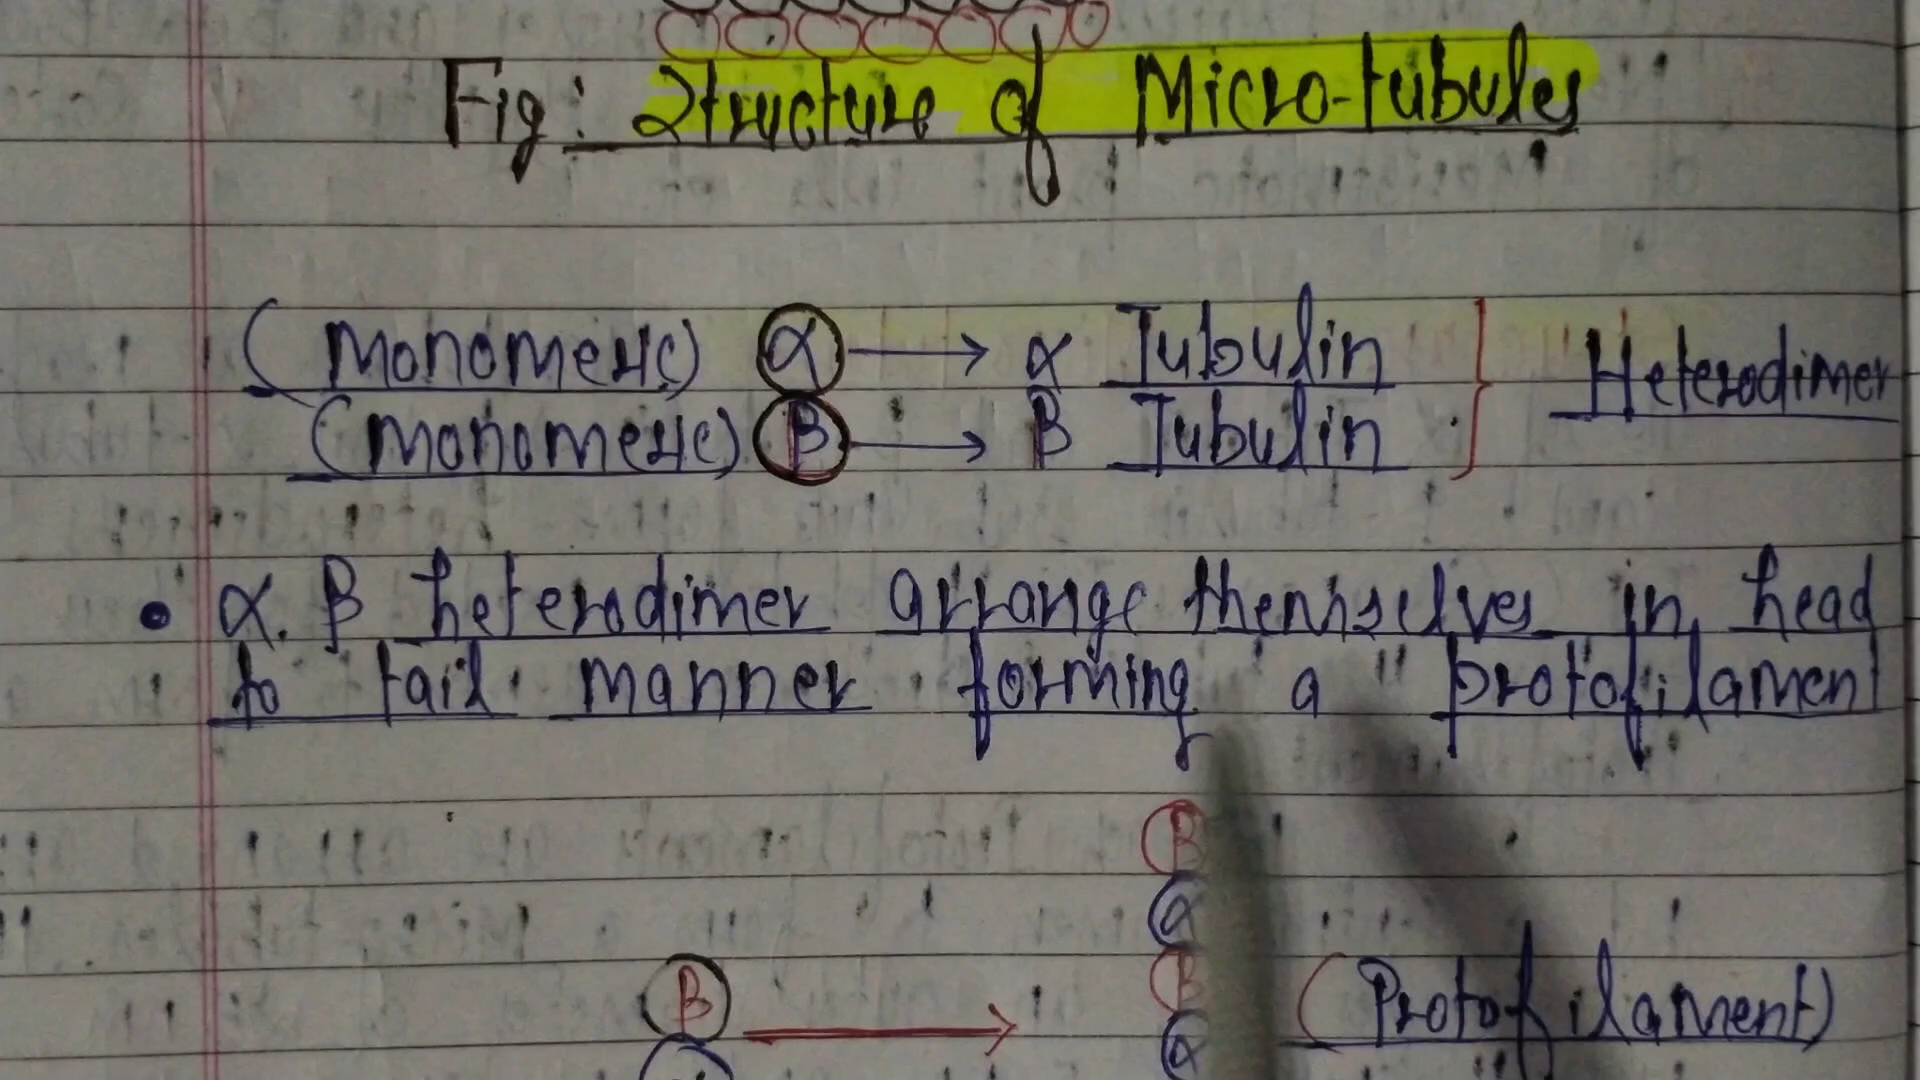 Fig: Structure of Micro-tubules
(Monomeric) α → α Tubulin } Heterodimer
(Monomeric) β → β Tubulin
• α.β heterodimer arrange themselves in head
to tail manner forming a protofilament
β
α
β → β (Protofilament)
α